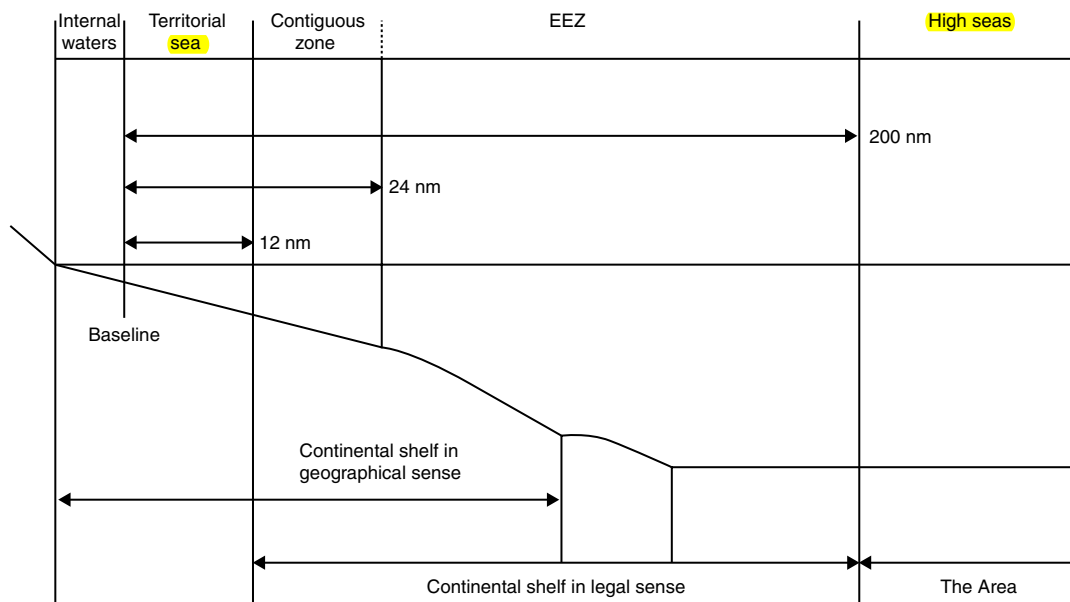 Internal
waters
Territorial
sea
Contiguous
zone
EEZ
High seas
200 nm
24 nm
12 nm
Baseline
Continental shelf in
geographical sense
Continental shelf in legal sense
The Area